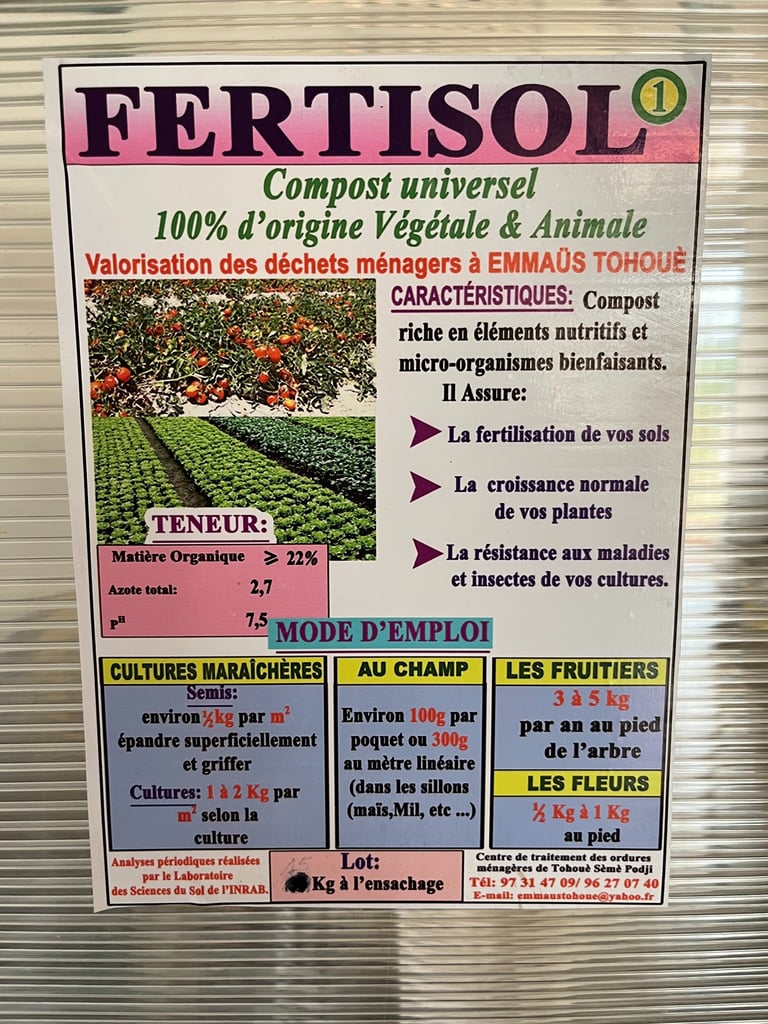 FERTISOL 1
Compost universel
100% d'origine Végétale & Animale
Valorisation des déchets ménagers à EMMAÜS TOHOUÈ
CARACTÉRISTIQUES: Compost
riche en éléments nutritifs et
micro-organismes bienfaisants.
Il Assure:
La fertilisation de vos sols
La croissance normale
de vos plantes
La résistance aux maladies
et insectes de vos cultures.
TENEUR:
Matière Organique ⩾ 22%
Azote total: 2,7
PH 7,5
MODE D'EMPLOI
CULTURES MARAÎCHÈRES
Semis:
environ ½kg par m²
épandre superficiellement
et griffer
Cultures: 1 à 2 Kg par
m² selon la
culture
AU CHAMP
Environ 100g par
poquet ou 300g
au mètre linéaire
(dans les sillons
(maïs,Mil, etc ...)
LES FRUITIERS
3 à 5 kg
par an au pied
de l'arbre
LES FLEURS
½ Kg à 1 Kg
au pied
Analyses périodiques réalisées
par le Laboratoire
des Sciences du Sol de l'INRAB.
Lot:
Kg à l'ensachage
Centre de traitement des ordures
ménagères de Tohouè Sèmè Podji
Tél: 97 31 47 09/ 96 27 07 40
E-mail: emmaustohoue@yahoo.fr